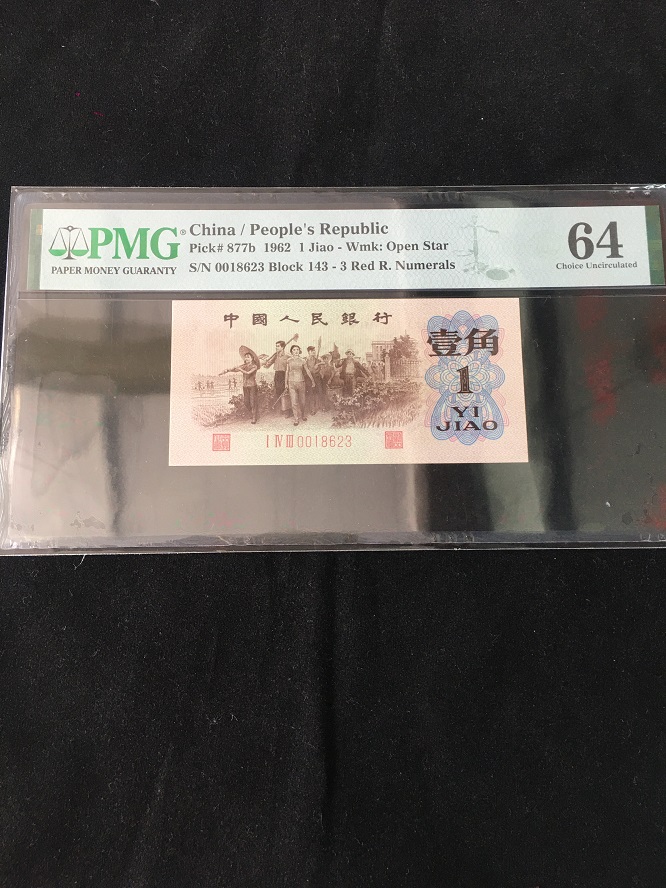 PMG®
PAPER MONEY GUARANTY
China / People's Republic
Pick# 877b 1962 1 Jiao - Wmk: Open Star
S/N 0018623 Block 143 - 3 Red R. Numerals
64
Choice Uncirculated
中國人民銀行
壹角
1
YI
JIAO
I IV III 0018623